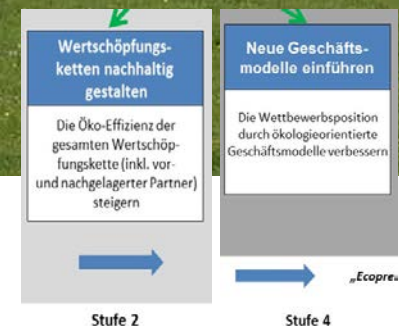 Wertschöpfungs-
ketten nachhaltig
gestalten
Die Öko-Effizienz der
gesamten Wertschöp-
fungskette (inkl. vor-
und nachgelagerter Partner)
steigern
Stufe 2
Neue Geschäfts-
modelle einführen
Die Wettbewerbsposition
durch ökologieorientierte
Geschäftsmodelle verbessern
Stufe 4